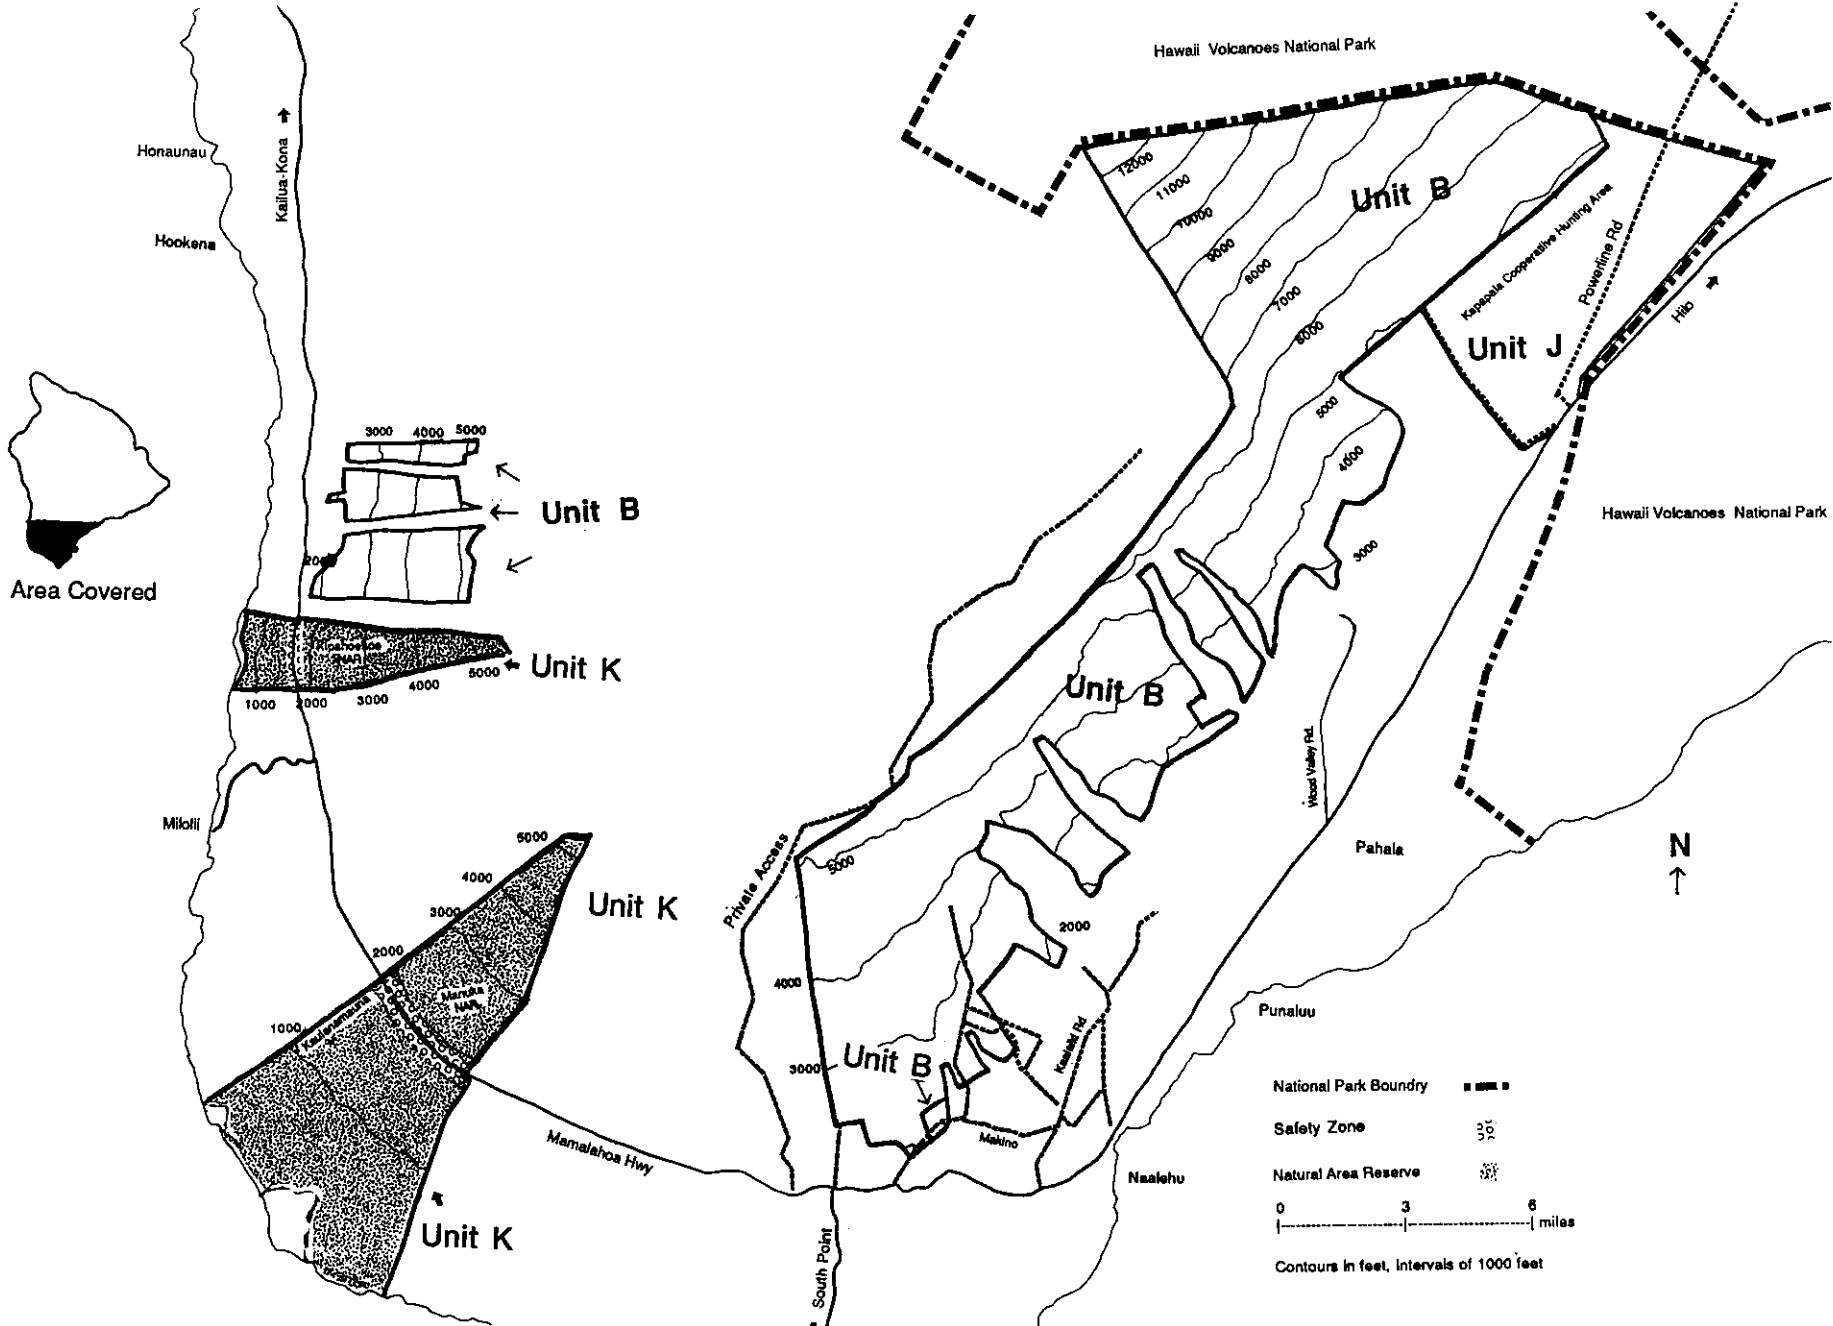 Hawaii Volcanoes National Park
Honaunau
Kailua-Kona
Hookena
12000
11000
10000
9000
8000
7000
6000
Unit B
Kapapala Cooperative Hunting Area
Powerline Rd
Hilo
Unit J
5000
4000
3000
3000 4000 5000
Unit B
Hawaii Volcanoes National Park
Area Covered
NAR
Unit K
1000 2000 3000 4000 5000
Unit B
Wood Valley Rd.
Milolii
5000
4000
3000
2000
1000
Unit K
Kaulanamauna
Manuka
NAR
Private Access
5000
4000
3000
2000
Pahala
N
Punaluu
Unit B
Rd
Makino
Mamalahoa Hwy
Naalehu
South Point
Unit K
National Park Boundry
Safety Zone
Natural Area Reserve
0 3 6 miles
Contours in feet, Intervals of 1000 feet